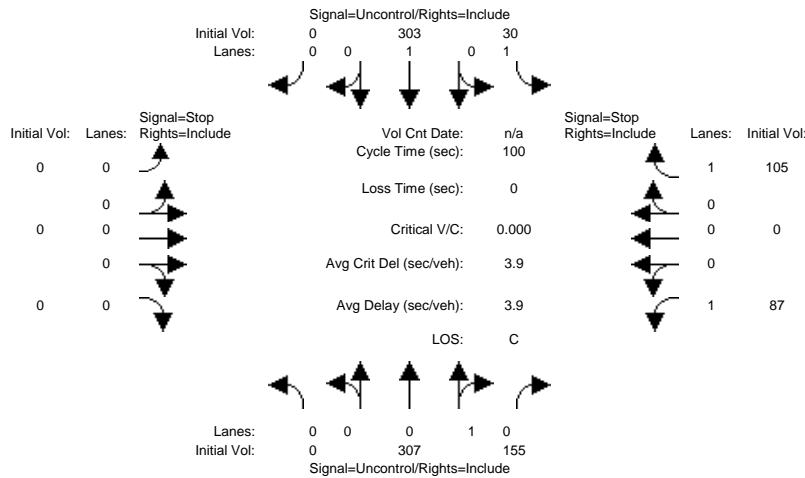 Signal=Uncontrol/Rights=Include
Initial Vol: 0 303 30
Lanes: 0 0 1 0 1
Signal=Stop
Initial Vol: Lanes: Rights=Include
Vol Cnt Date: n/a
Signal=Stop
Rights=Include Lanes: Initial Vol:
Cycle Time (sec): 100
0 0
1 105
Loss Time (sec): 0
0
0
0 0
Critical V/C: 0.000
0 0
0
Avg Crit Del (sec/veh): 3.9
0
0 0
Avg Delay (sec/veh): 3.9
1 87
LOS: C
Lanes: 0 0 0 1 0
Initial Vol: 0 307 155
Signal=Uncontrol/Rights=Include